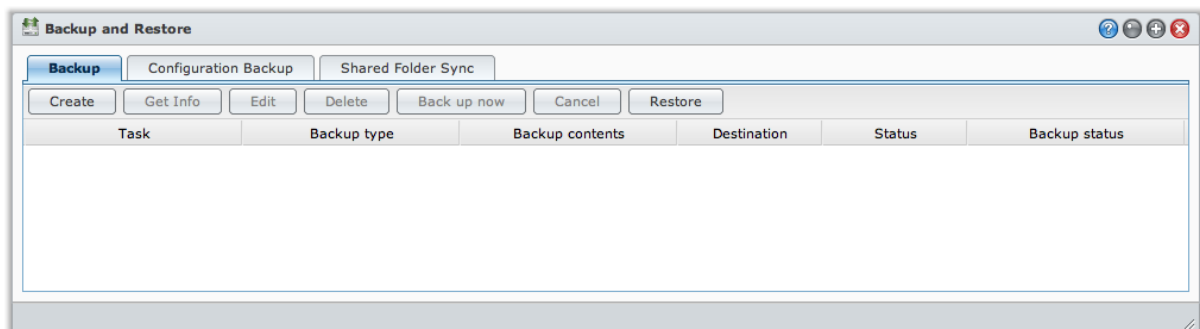 Backup and Restore
Backup Configuration Backup Shared Folder Sync
Create Get Info Edit Delete Back up now Cancel Restore
Task Backup type Backup contents Destination Status Backup status